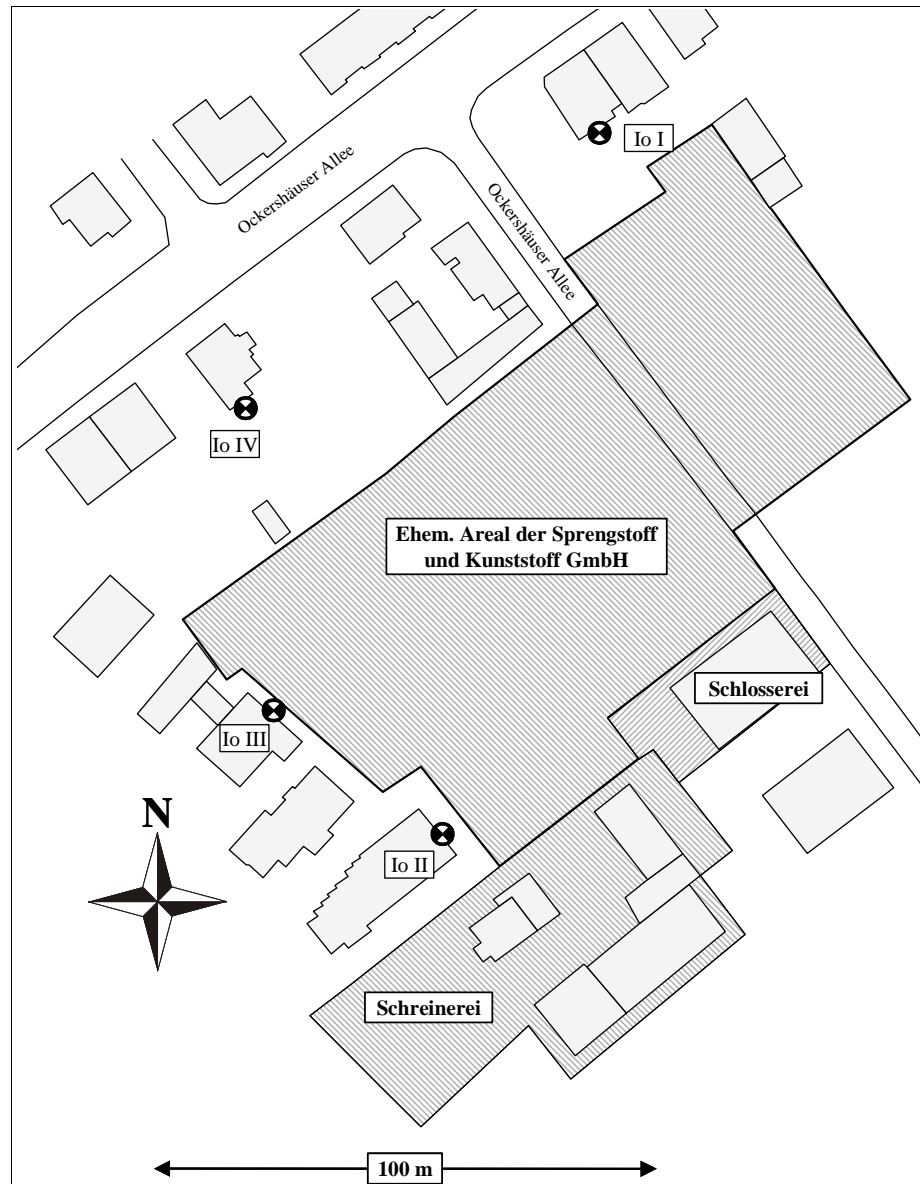 Io I
Ockershäuser Allee
Ockershäuser Allee
Io IV
Ehem. Areal der Sprengstoff
und Kunststoff GmbH
Schlosserei
Io III
N
Io II
Schreinerei
100 m